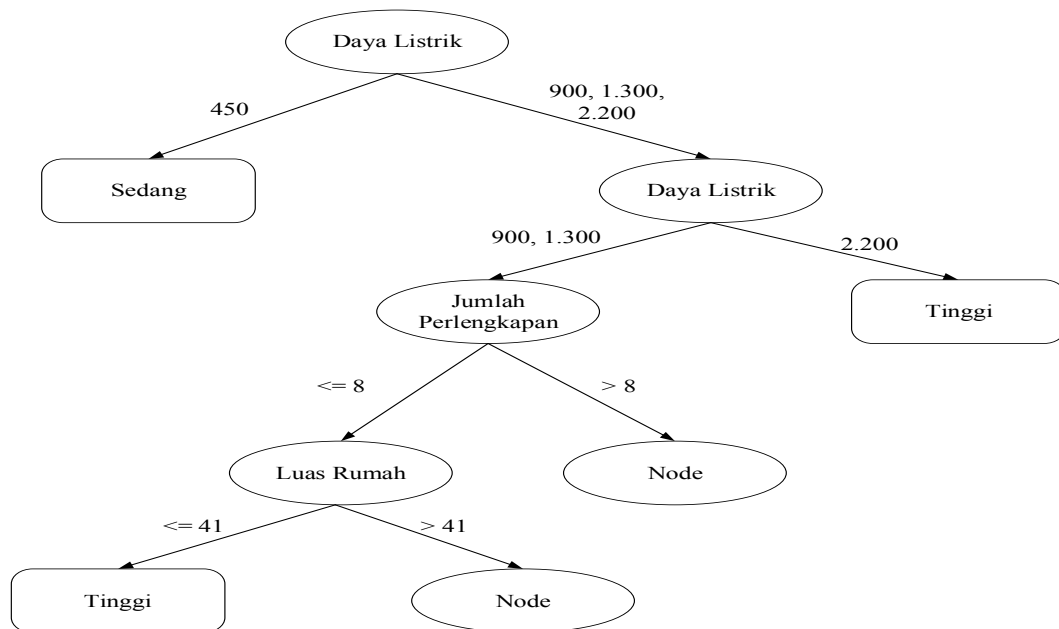 Daya Listrik
450
900, 1.300,
2.200
Sedang
Daya Listrik
900, 1.300
2.200
Jumlah
Perlengkapan
Tinggi
<= 8
> 8
Luas Rumah
Node
<= 41
> 41
Tinggi
Node